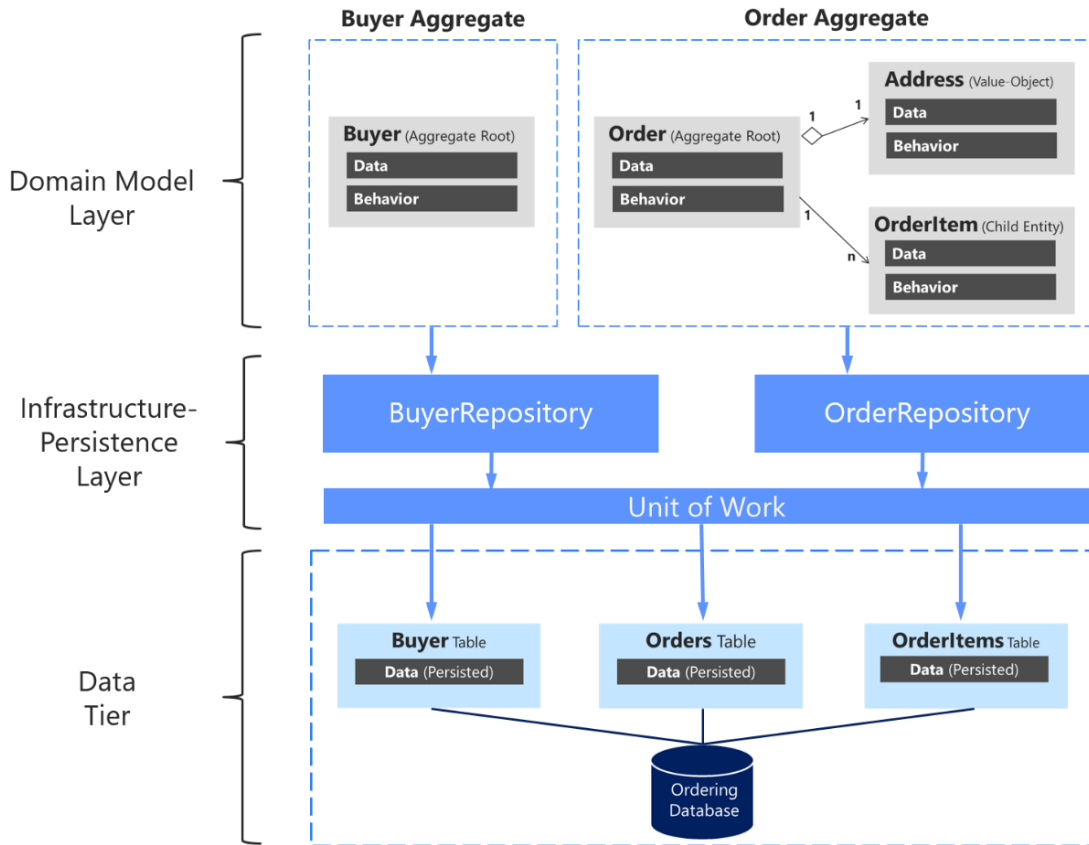 Buyer Aggregate
Order Aggregate
Domain Model
Layer
Buyer (Aggregate Root)
Data
Behavior
Order (Aggregate Root)
Data
Behavior
1
1
1
n
Address (Value-Object)
Data
Behavior
OrderItem (Child Entity)
Data
Behavior
Infrastructure-
Persistence
Layer
BuyerRepository
OrderRepository
Unit of Work
Data
Tier
Buyer Table
Data (Persisted)
Orders Table
Data (Persisted)
OrderItems Table
Data (Persisted)
Ordering
Database